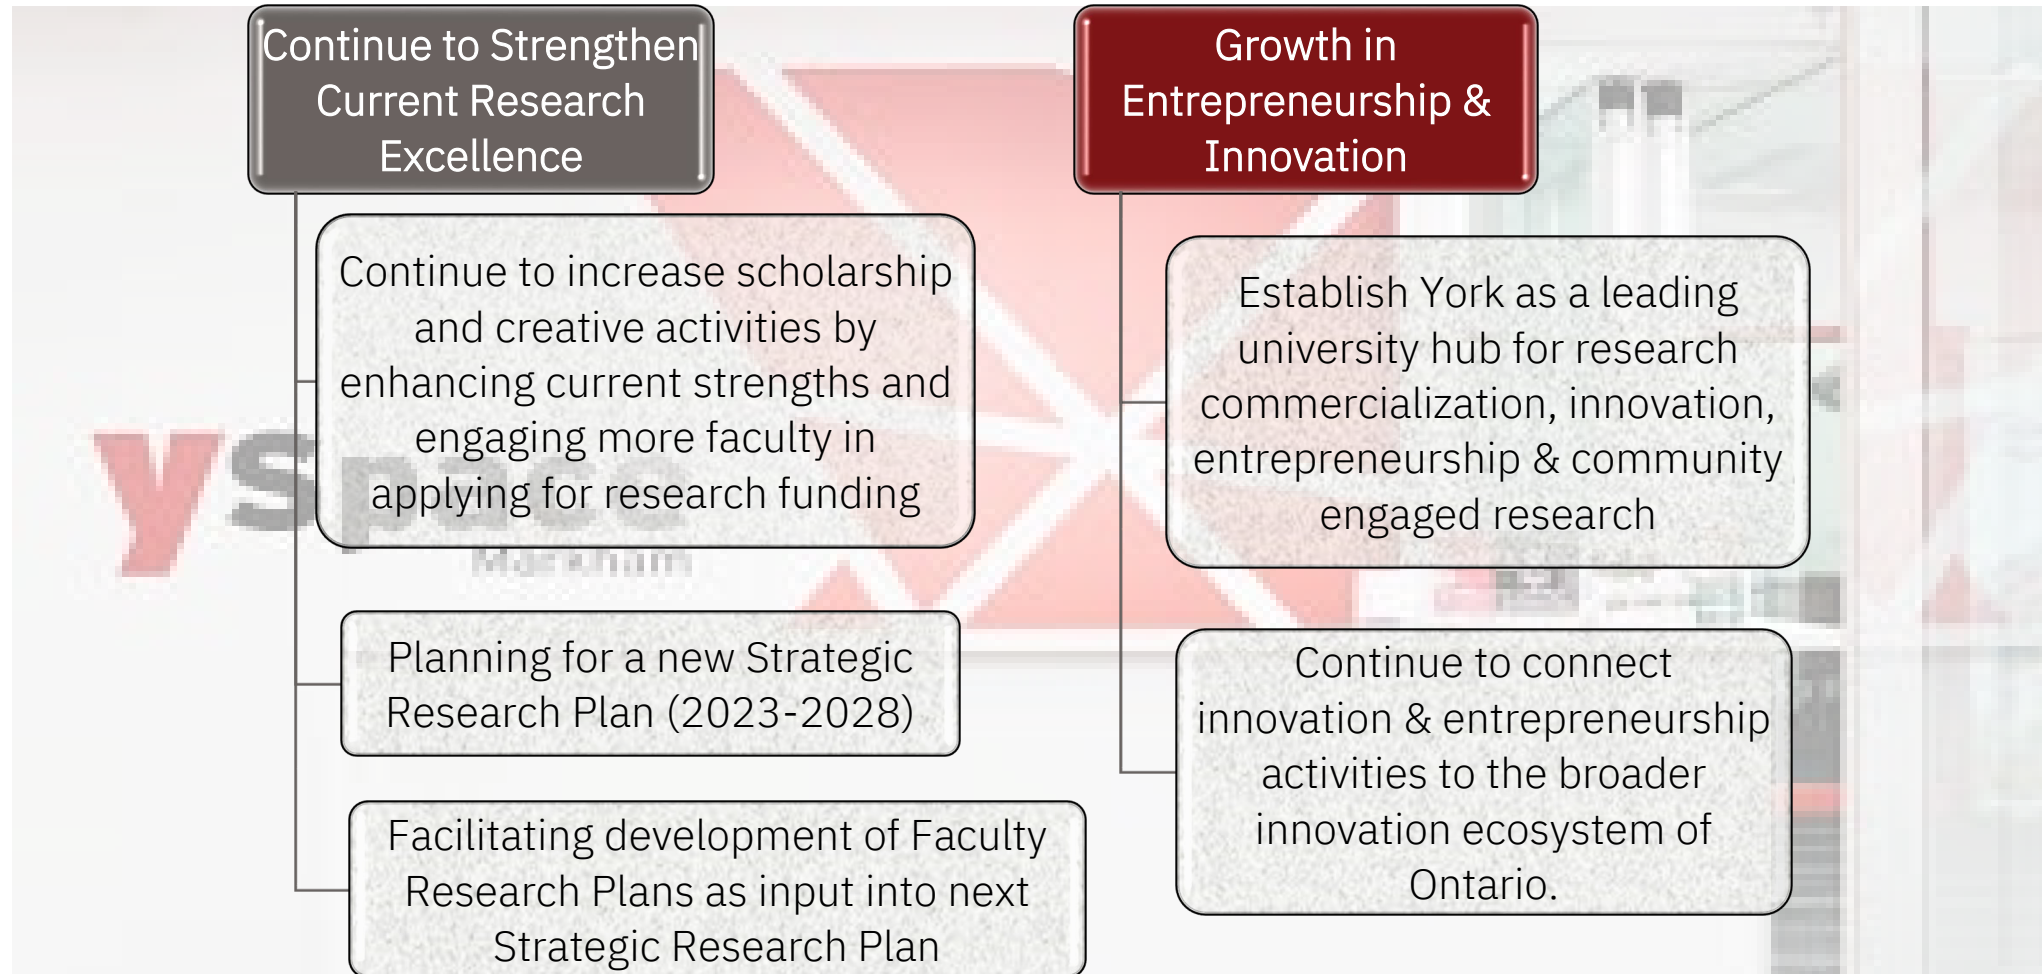 Continue to Strengthen
Current Research
Excellence
Continue to increase scholarship
and creative activities by
enhancing current strengths and
engaging more faculty in
applying for research funding
Planning for a new Strategic
Research Plan (2023-2028)
Facilitating development of Faculty
Research Plans as input into next
Strategic Research Plan
Growth in
Entrepreneurship &
Innovation
Establish York as a leading
university hub for research
commercialization, innovation,
entrepreneurship & community
engaged research
Continue to connect
innovation & entrepreneurship
activities to the broader
innovation ecosystem of
Ontario.
yspace
Markham